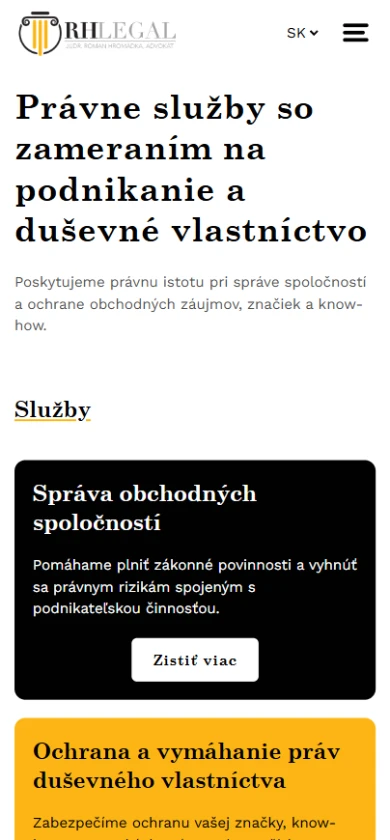 RHLEGAL
JUDR. ROMAN HROMADKA, ADVOKÁT
SK
Právne služby so
zameraním na
podnikanie a
duševné vlastníctvo
Poskytujeme právnu istotu pri správe spoločností
a ochrane obchodných záujmov, značiek a know-
how.
Služby
Správa obchodných
spoločností
Pomáhame plniť zákonné povinnosti a vyhnúť
sa právnym rizikám spojeným s
podnikateľskou činnosťou.
Zistiť viac
Ochrana a vymáhanie práv
duševného vlastníctva
Zabezpečíme ochranu vašej značky, know-